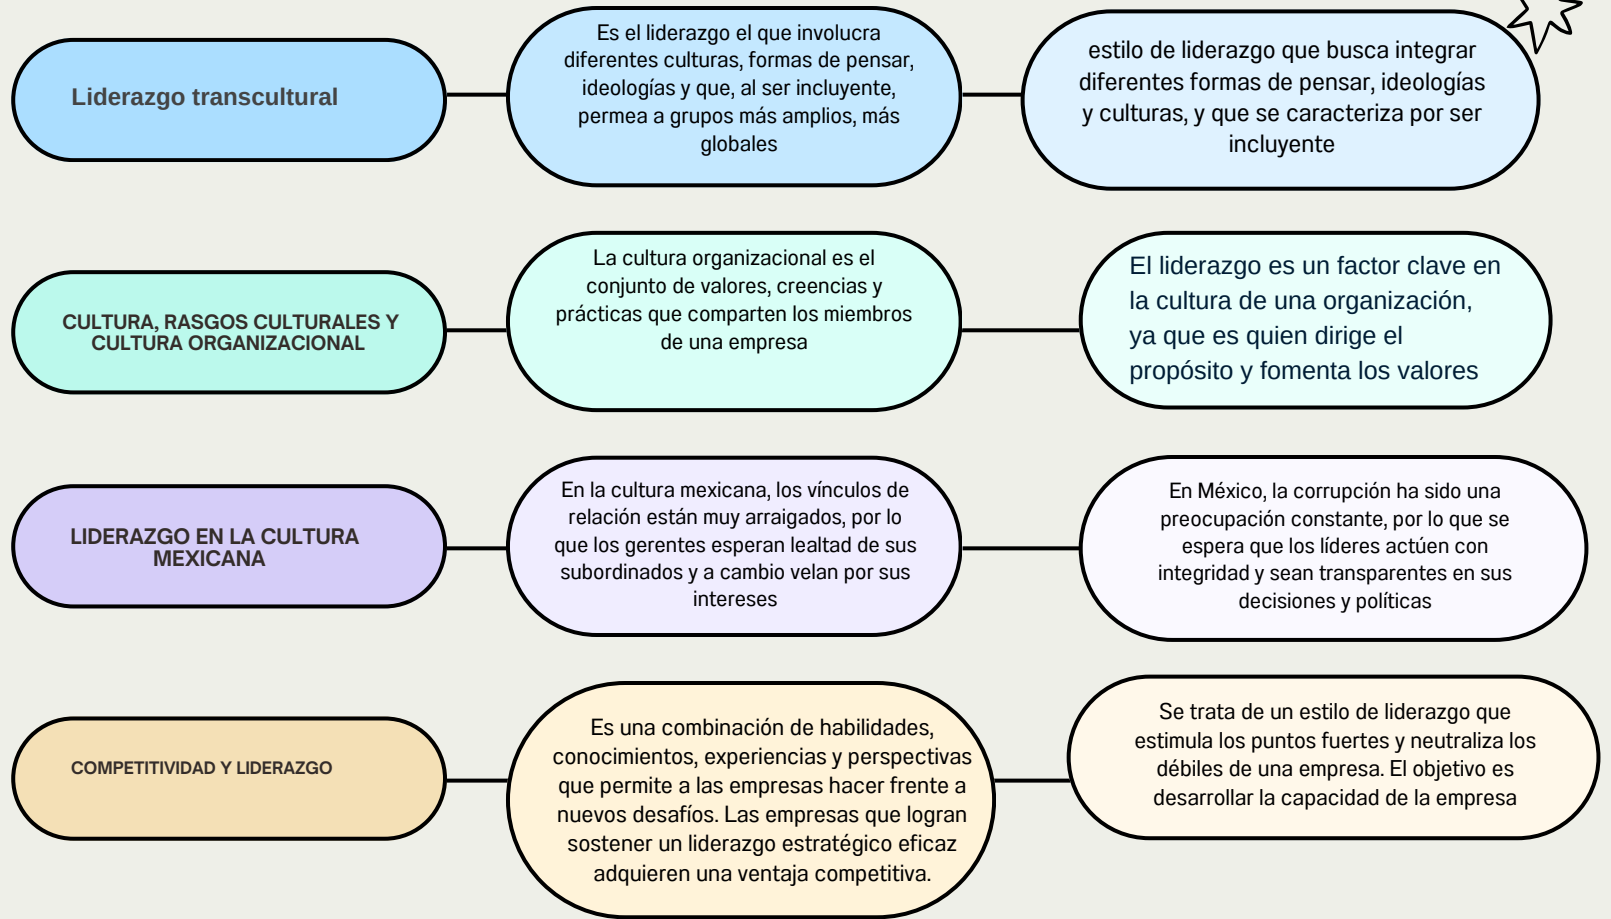 Liderazgo transcultural
Es el liderazgo el que involucra
diferentes culturas, formas de pensar,
ideologías y que, al ser incluyente,
permea a grupos más amplios, más
globales
estilo de liderazgo que busca integrar
diferentes formas de pensar, ideologías
y culturas, y que se caracteriza por ser
incluyente
CULTURA, RASGOS CULTURALES Y
CULTURA ORGANIZACIONAL
La cultura organizacional es el
conjunto de valores, creencias y
prácticas que comparten los miembros
de una empresa
El liderazgo es un factor clave en
la cultura de una organización,
ya que es quien dirige el
propósito y fomenta los valores
LIDERAZGO EN LA CULTURA
MEXICANA
En la cultura mexicana, los vínculos de
relación están muy arraigados, por lo
que los gerentes esperan lealtad de sus
subordinados y a cambio velan por sus
intereses
En México, la corrupción ha sido una
preocupación constante, por lo que se
espera que los líderes actúen con
integridad y sean transparentes en sus
decisiones y políticas
COMPETITIVIDAD Y LIDERAZGO
Es una combinación de habilidades,
conocimientos, experiencias y perspectivas
que permite a las empresas hacer frente a
nuevos desafíos. Las empresas que logran
sostener un liderazgo estratégico eficaz
adquieren una ventaja competitiva.
Se trata de un estilo de liderazgo que
estimula los puntos fuertes y neutraliza los
débiles de una empresa. El objetivo es
desarrollar la capacidad de la empresa